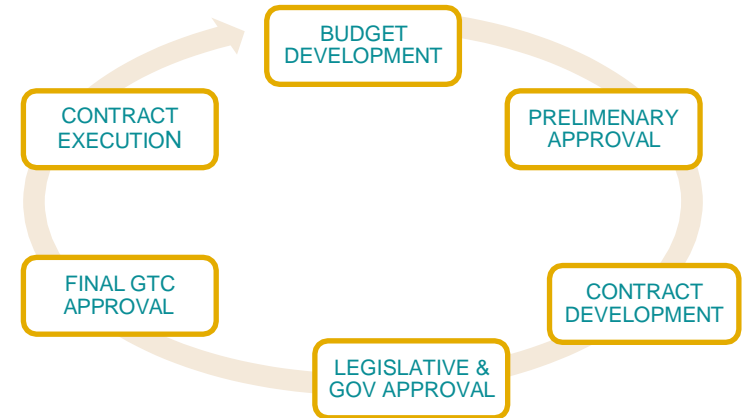 BUDGET
DEVELOPMENT
PRELIMENARY
APPROVAL
CONTRACT
DEVELOPMENT
LEGISLATIVE &
GOV APPROVAL
FINAL GTC
APPROVAL
CONTRACT
EXECUTION